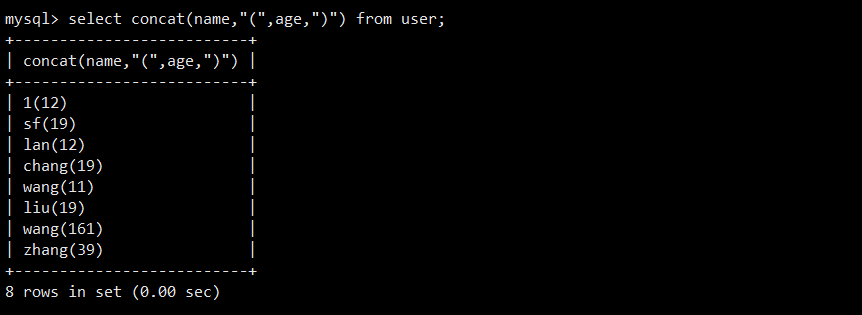 mysql> select concat(name,"(",age,")") from user;
+--------------------------+
| concat(name,"(",age,")") |
+--------------------------+
| 1(12)                    |
| sf(19)                   |
| lan(12)                  |
| chang(19)                |
| wang(11)                 |
| liu(19)                  |
| wang(161)                |
| zhang(39)                |
+--------------------------+
8 rows in set (0.00 sec)